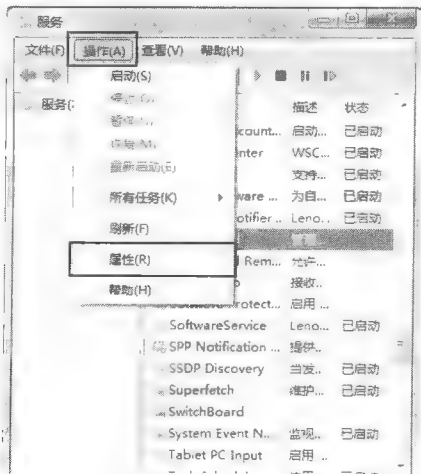 服务
文件(F) 操作(A) 查看(V) 帮助(H)
启动(S)
服务(
描述 状态
count... 启动... 已启动
nter WSC... 已启动
重新启动(E)
支持... 已启动
所有任务(K)
ware ... 为自... 已启动
otifier .. Leno... 已启动
刷新(F)
属性(R)
Rem... 允许...
接收..
帮助(H)
rotect... 启用 ...
SoftwareService Leno... 已启动
SPP Notification ... 提供..
SSDP Discovery 当发.. 已启动
Superfetch 维护... 已启动
SwitchBoard
System Event N.. 监视.. 已启动
Tablet PC Input 启用 ..